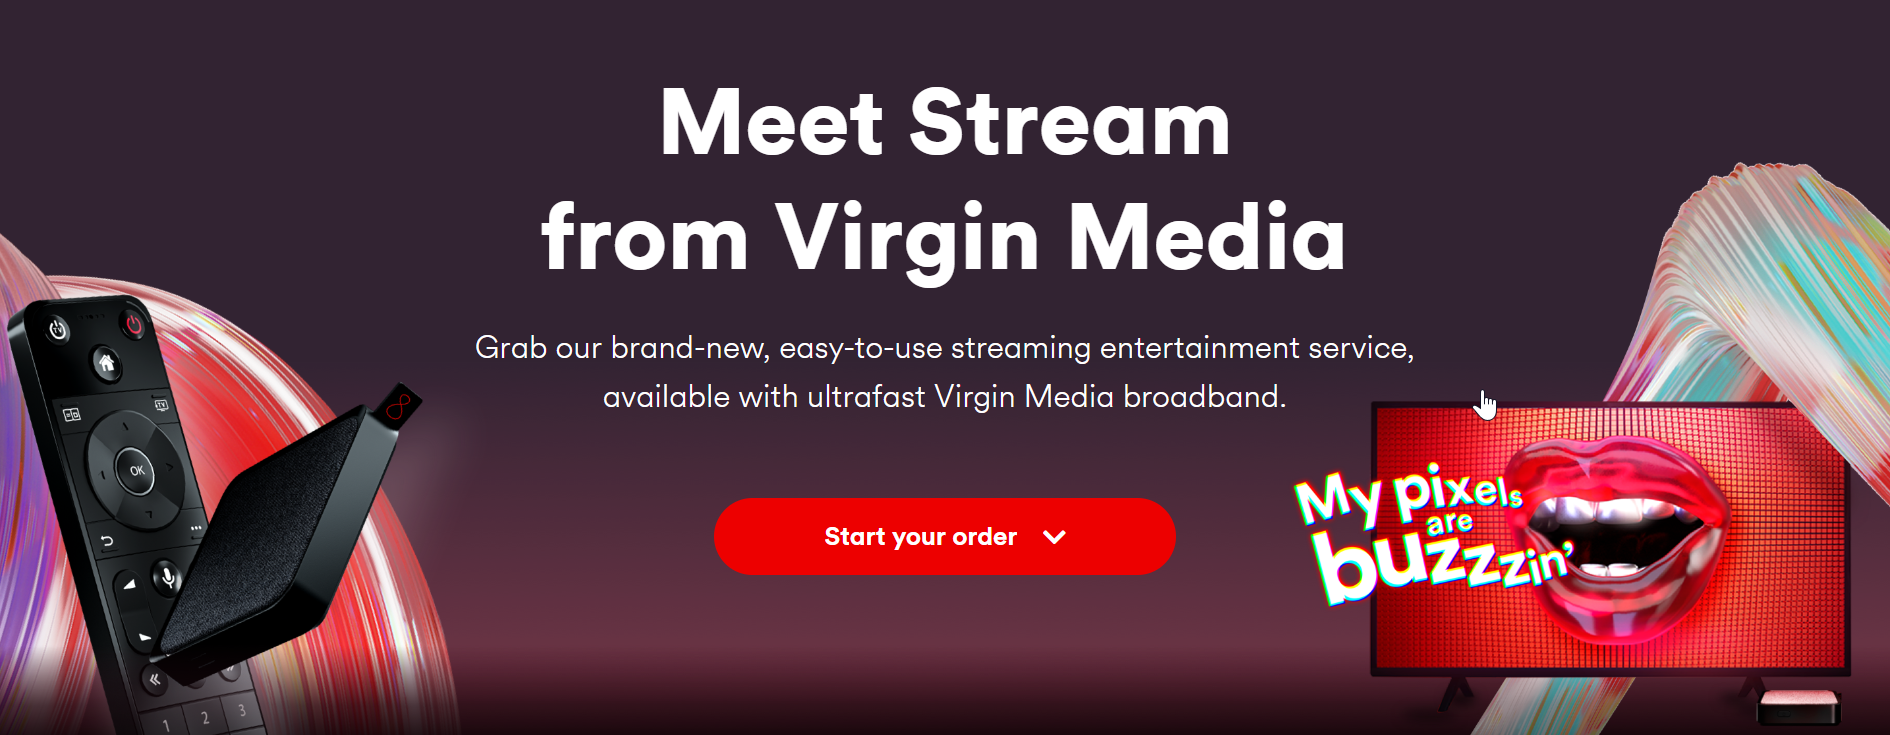 Meet Stream
from Virgin Media
Grab our brand-new, easy-to-use streaming entertainment service,
available with ultrafast Virgin Media broadband.
Start your order
My pixels
are
buzzzin'
TV
OK
1 2 3